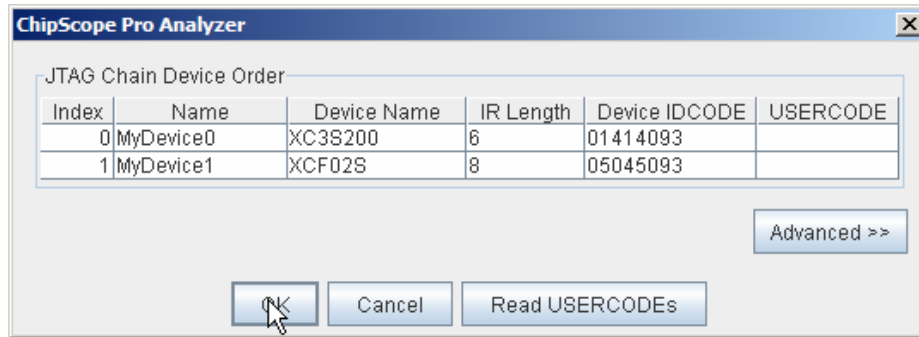 ChipScope Pro Analyzer
JTAG Chain Device Order
Index Name Device Name IR Length Device IDCODE USERCODE
0 MyDevice0 XC3S200 6 01414093
1 MyDevice1 XCF02S 8 05045093
Advanced >>
OK Cancel Read USERCODEs